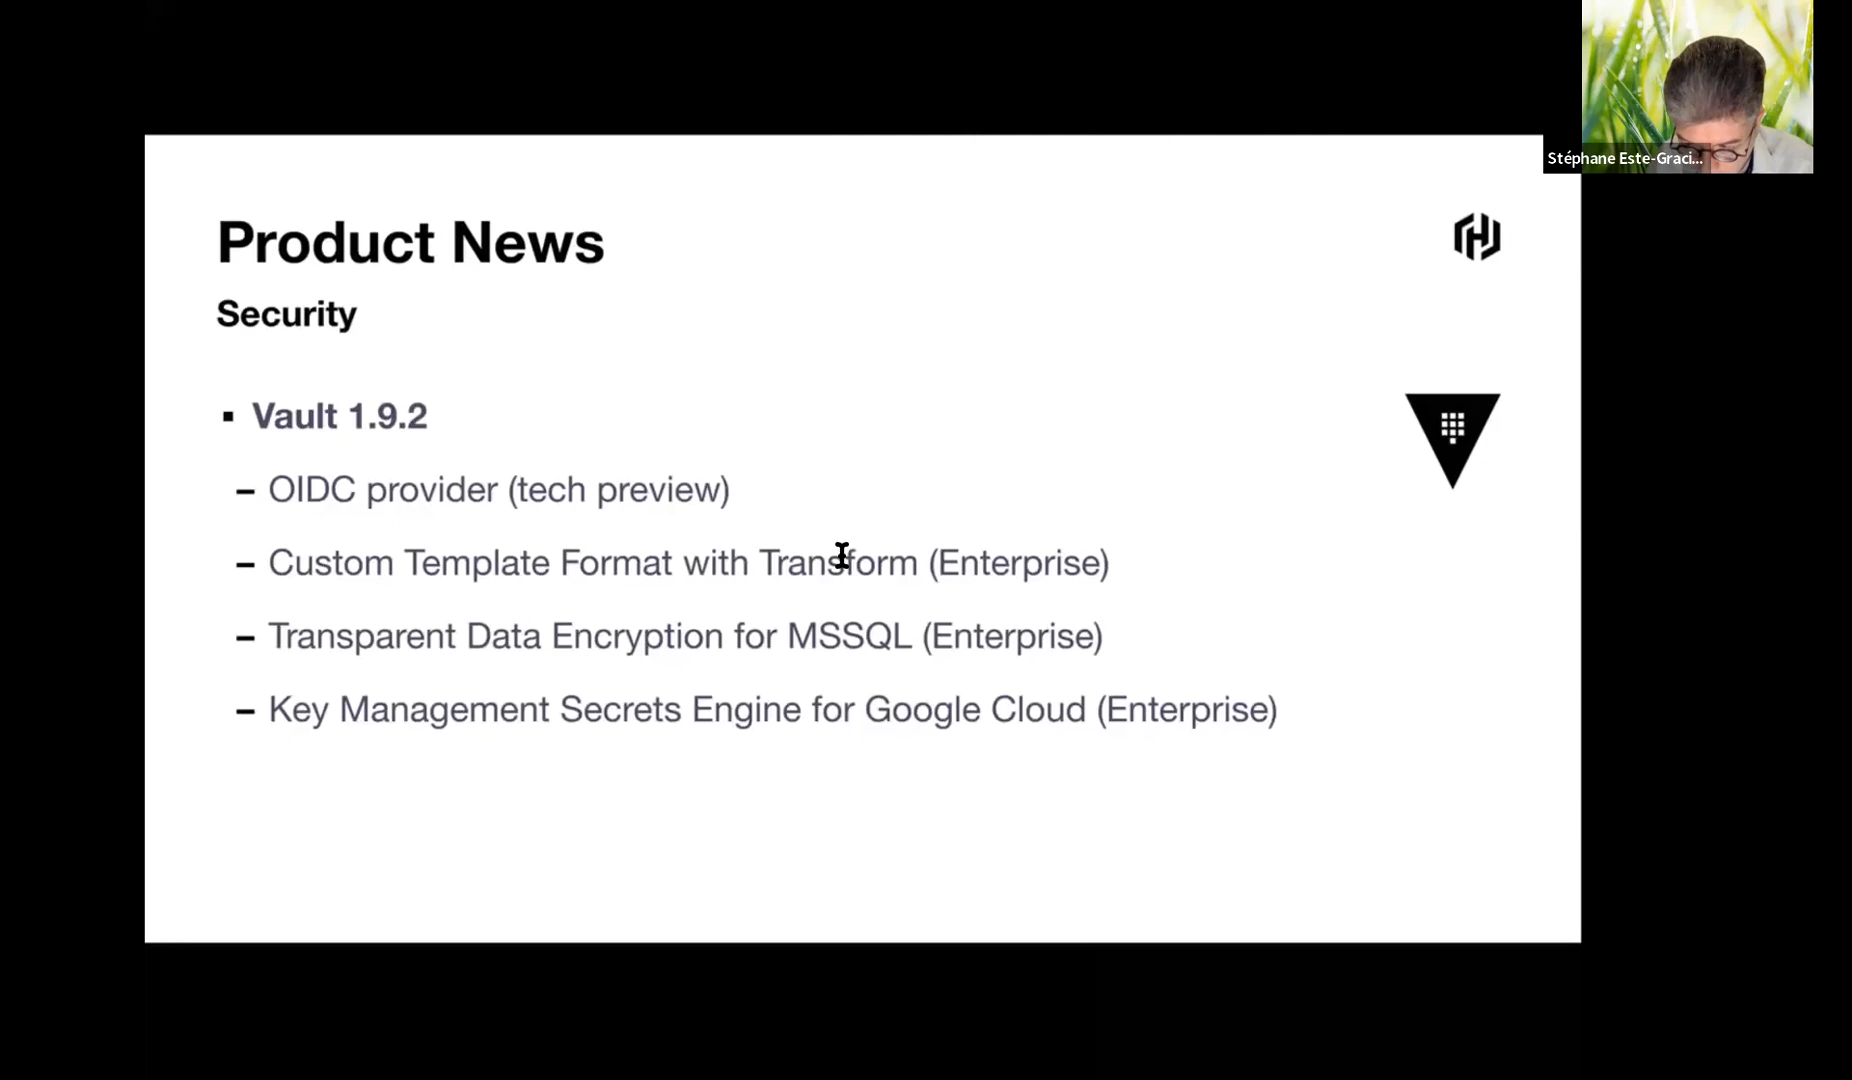 Stéphane Este-Graci...
Product News
Security
▪ Vault 1.9.2
– OIDC provider (tech preview)
– Custom Template Format with Transform (Enterprise)
– Transparent Data Encryption for MSSQL (Enterprise)
– Key Management Secrets Engine for Google Cloud (Enterprise)